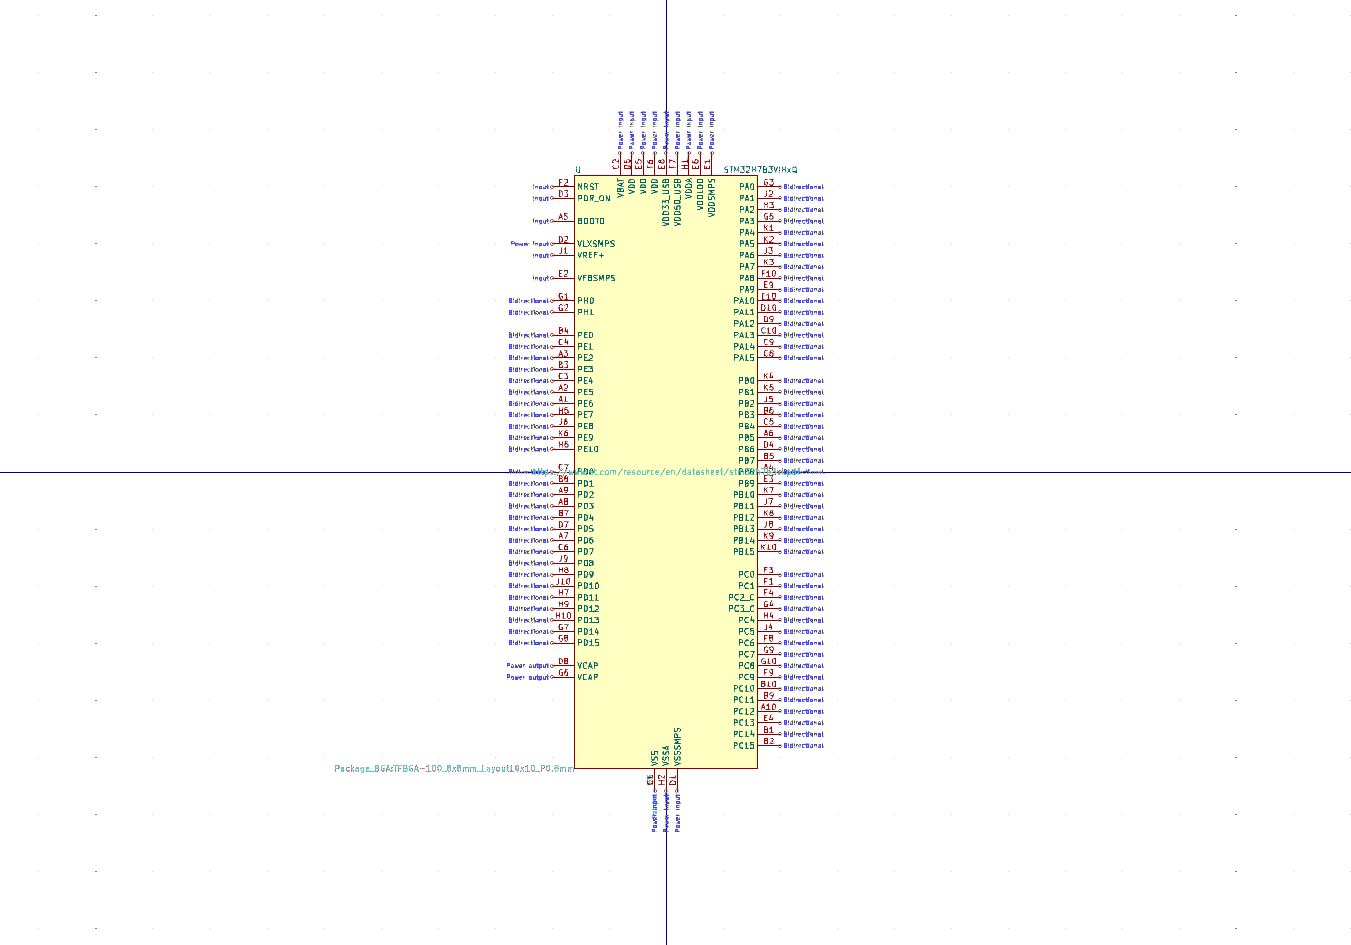 U
STM32H7B3VIHxQ
Power input C2 VBAT
Power input D5 VDD
Power input E5 VDD
Power input F6 VDD
Power input VDD33_USB
Power input F7 VDD50_USB
Power input H1 VDDA
Power input E6 VDDLDO
Power input E1 VDDSMPS
Input F2 NRST
Input D3 PDR_ON
Input A5 BOOT0
Power input D2 VLXSMPS
Input J1 VREF+
Input E2 VFBSMPS
Bidirectional G1 PH0
Bidirectional G2 PH1
Bidirectional B4 PE0
Bidirectional C4 PE1
Bidirectional A3 PE2
Bidirectional B3 PE3
Bidirectional C3 PE4
Bidirectional A2 PE5
Bidirectional A1 PE6
Bidirectional H5 PE7
Bidirectional J6 PE8
Bidirectional K6 PE9
Bidirectional H6 PE10
C7 PD0
Bidirectional B8 PD1
Bidirectional A9 PD2
Bidirectional A8 PD3
Bidirectional B7 PD4
Bidirectional D7 PD5
Bidirectional A7 PD6
Bidirectional C6 PD7
Bidirectional J9 PD8
Bidirectional H8 PD9
Bidirectional J10 PD10
Bidirectional H7 PD11
Bidirectional H9 PD12
Bidirectional H10 PD13
Bidirectional G7 PD14
Bidirectional G8 PD15
Power output D8 VCAP
Power output G6 VCAP
PA0 G3 Bidirectional
PA1 J2 Bidirectional
PA2 H3 Bidirectional
PA3 G5 Bidirectional
PA4 K1 Bidirectional
PA5 K2 Bidirectional
PA6 J3 Bidirectional
PA7 K3 Bidirectional
PA8 F10 Bidirectional
PA9 E9 Bidirectional
PA10 E10 Bidirectional
PA11 D10 Bidirectional
PA12 D9 Bidirectional
PA13 C10 Bidirectional
PA14 C9 Bidirectional
PA15 C8 Bidirectional
PB0 K4 Bidirectional
PB1 K5 Bidirectional
PB2 J5 Bidirectional
PB3 B6 Bidirectional
PB4 C5 Bidirectional
PB5 A6 Bidirectional
PB6 D4 Bidirectional
PB7 B5 Bidirectional
PB8 A4 Bidirectional
PB9 E3 Bidirectional
PB10 K7 Bidirectional
PB11 J7 Bidirectional
PB12 K8 Bidirectional
PB13 J8 Bidirectional
PB14 K9 Bidirectional
PB15 K10 Bidirectional
PC0 F3 Bidirectional
PC1 F1 Bidirectional
PC2_C F4 Bidirectional
PC3_C G4 Bidirectional
PC4 H4 Bidirectional
PC5 J4 Bidirectional
PC6 F8 Bidirectional
PC7 G9 Bidirectional
PC8 G10 Bidirectional
PC9 F9 Bidirectional
PC10 B10 Bidirectional
PC11 B9 Bidirectional
PC12 A10 Bidirectional
PC13 E4 Bidirectional
PC14 B1 Bidirectional
PC15 B2 Bidirectional
VSS
VSSA H2 Power input
VSSSMPS D1 Power input
Package_BGA:TFBGA-100_8x8mm_Layout10x10_P0.8mm